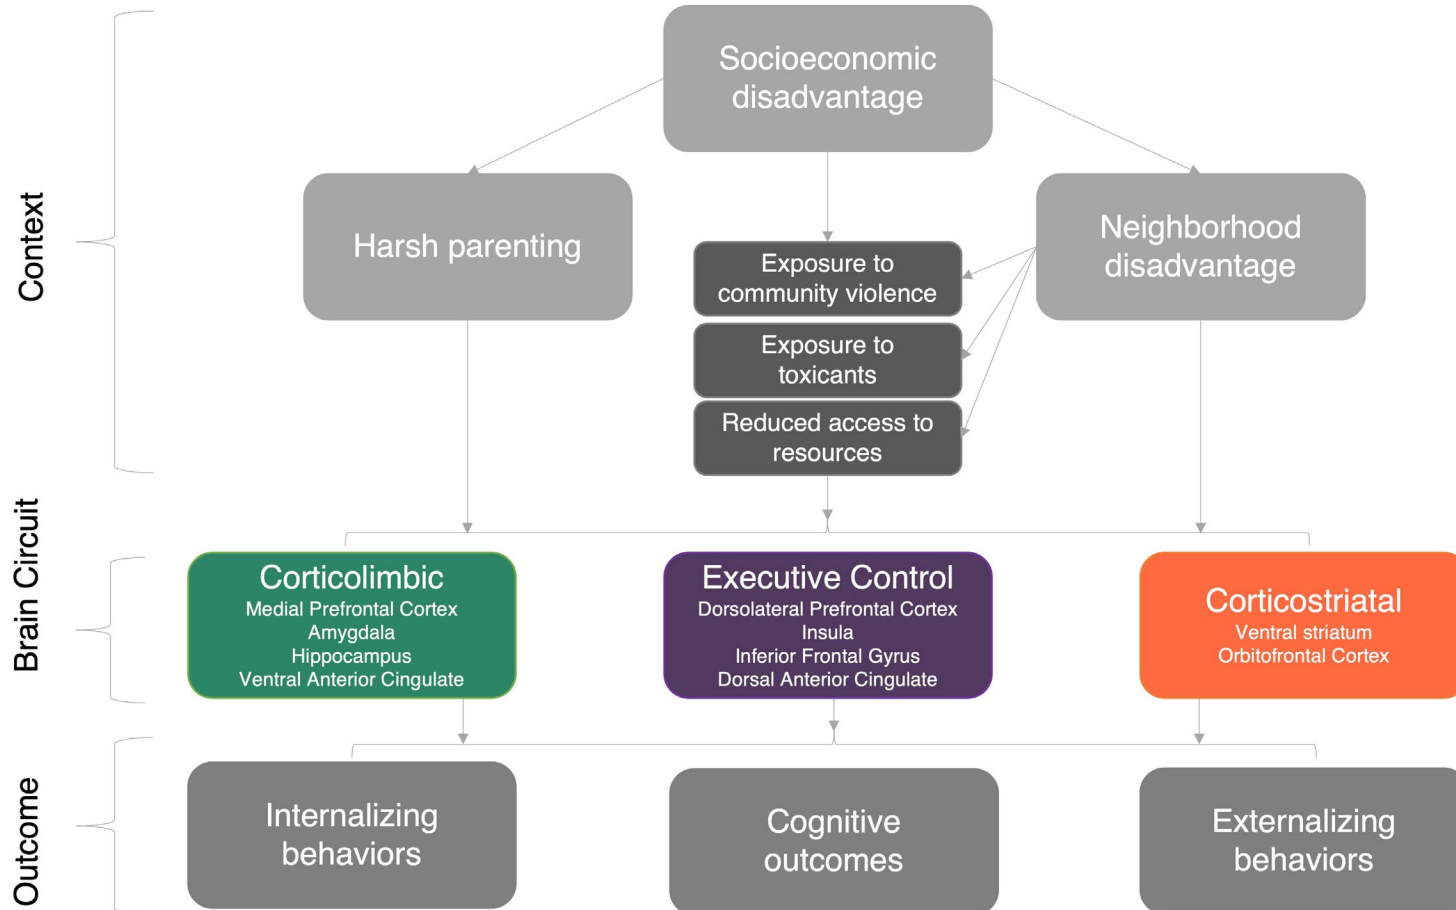 Context
Socioeconomic
disadvantage
Harsh parenting
Neighborhood
disadvantage
Exposure to
community violence
Exposure to
toxicants
Reduced access to
resources
Brain Circuit
Corticolimbic
Medial Prefrontal Cortex
Amygdala
Hippocampus
Ventral Anterior Cingulate
Executive Control
Dorsolateral Prefrontal Cortex
Insula
Inferior Frontal Gyrus
Dorsal Anterior Cingulate
Corticostriatal
Ventral striatum
Orbitofrontal Cortex
Outcome
Internalizing
behaviors
Cognitive
outcomes
Externalizing
behaviors